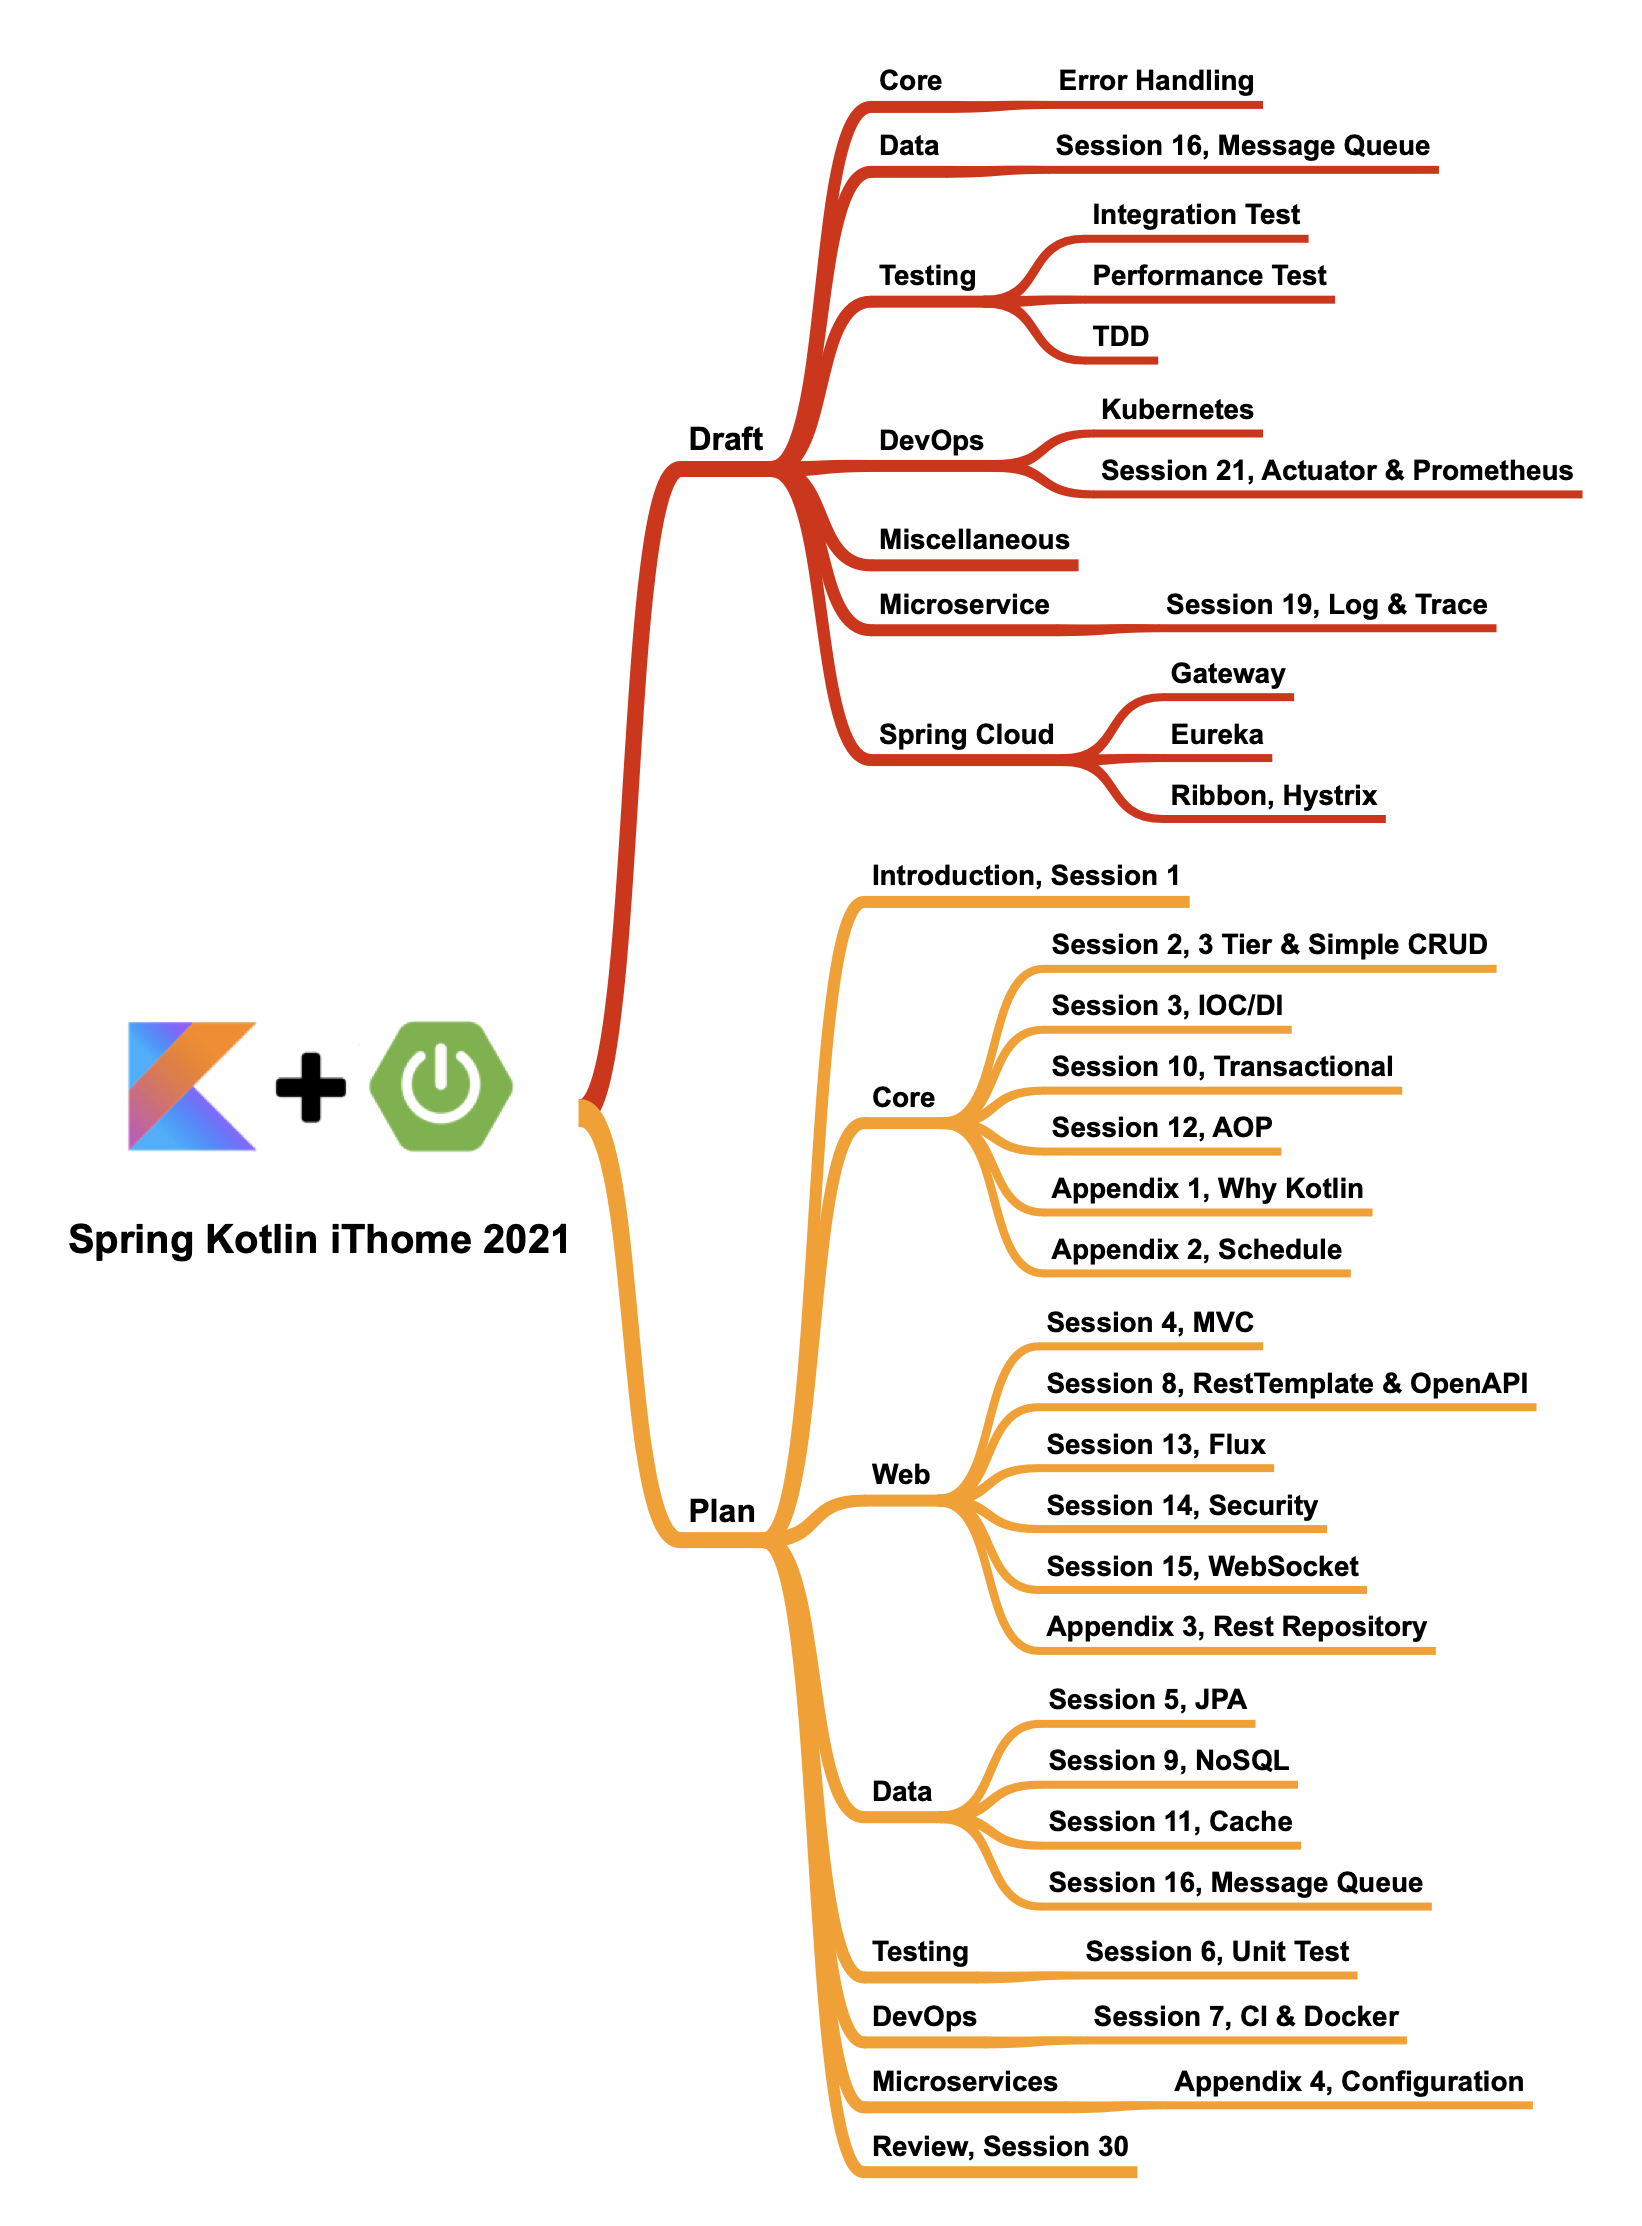 Spring Kotlin iThome 2021
Draft
Core
Error Handling
Data
Session 16, Message Queue
Testing
Integration Test
Performance Test
TDD
DevOps
Kubernetes
Session 21, Actuator & Prometheus
Miscellaneous
Microservice
Session 19, Log & Trace
Spring Cloud
Gateway
Eureka
Ribbon, Hystrix
Plan
Introduction, Session 1
Core
Session 2, 3 Tier & Simple CRUD
Session 3, IOC/DI
Session 10, Transactional
Session 12, AOP
Appendix 1, Why Kotlin
Appendix 2, Schedule
Web
Session 4, MVC
Session 8, RestTemplate & OpenAPI
Session 13, Flux
Session 14, Security
Session 15, WebSocket
Appendix 3, Rest Repository
Data
Session 5, JPA
Session 9, NoSQL
Session 11, Cache
Session 16, Message Queue
Testing
Session 6, Unit Test
DevOps
Session 7, CI & Docker
Microservices
Appendix 4, Configuration
Review, Session 30